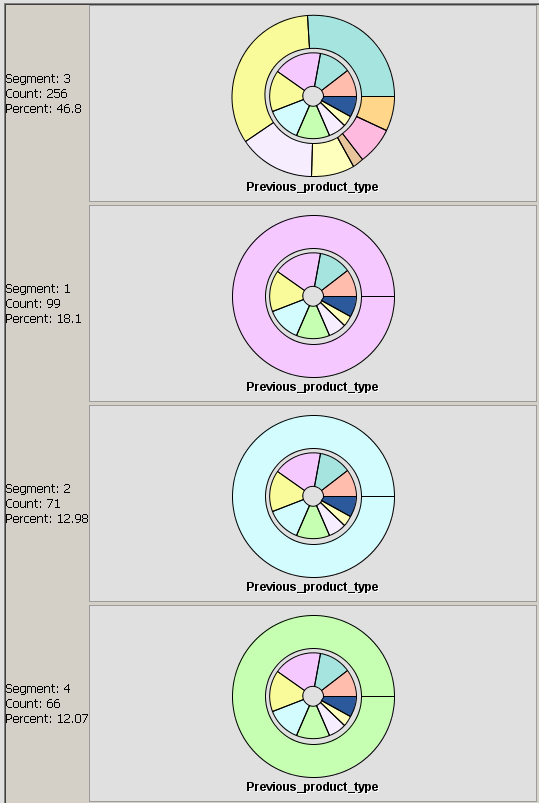 Segment: 3
Count: 256
Percent: 46.8
Previous_product_type
Segment: 1
Count: 99
Percent: 18.1
Previous_product_type
Segment: 2
Count: 71
Percent: 12.98
Previous_product_type
Segment: 4
Count: 66
Percent: 12.07
Previous_product_type